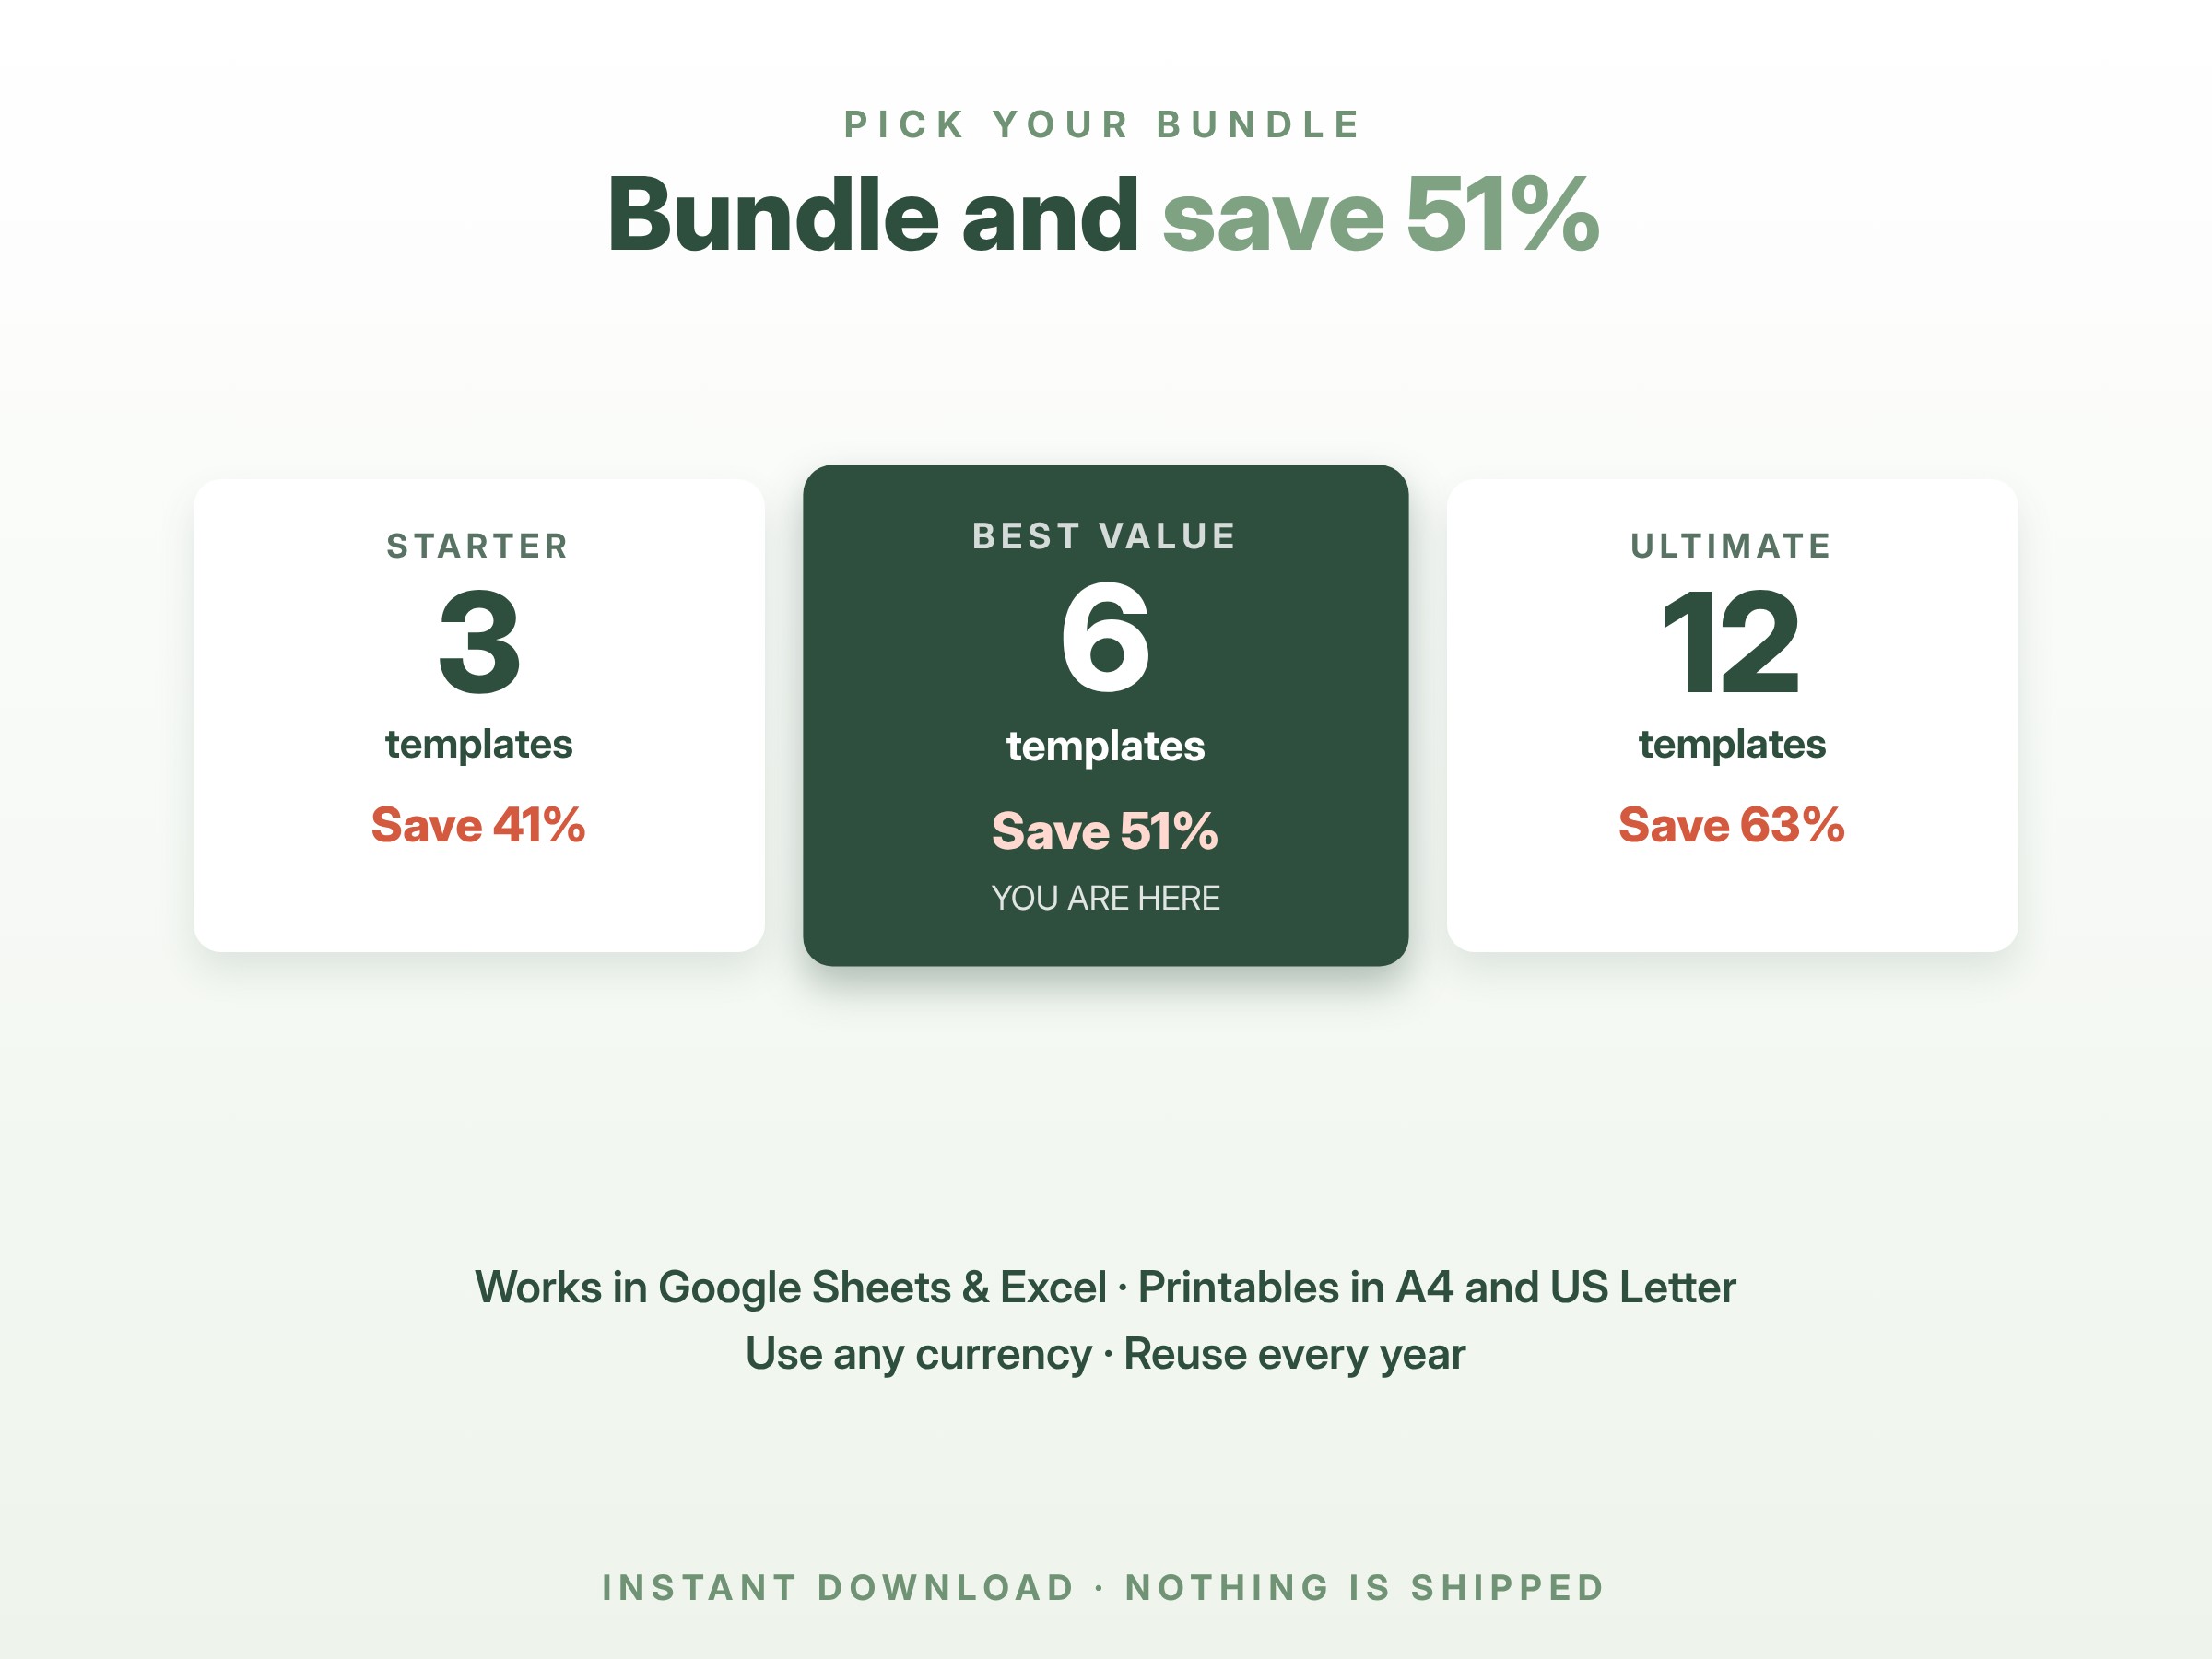 PICK YOUR BUNDLE
Bundle and save 51%
STARTER
3
templates
Save 41%
BEST VALUE
6
templates
Save 51%
YOU ARE HERE
ULTIMATE
12
templates
Save 63%
Works in Google Sheets & Excel · Printables in A4 and US Letter
Use any currency · Reuse every year
INSTANT DOWNLOAD · NOTHING IS SHIPPED